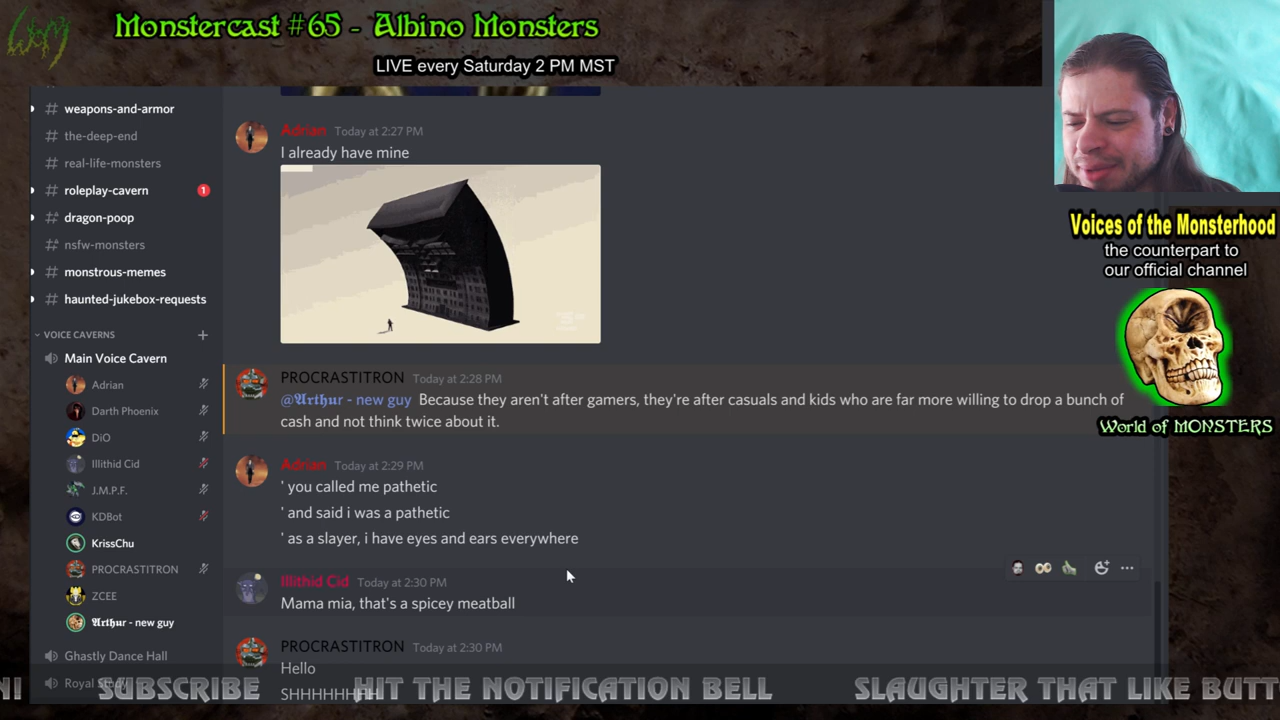 Monstercast #65 - Albino Monsters
LIVE every Saturday 2 PM MST
# weapons-and-armor
# the-deep-end
# real-life-monsters
# roleplay-cavern 1
# dragon-poop
# nsfw-monsters
# monstrous-memes
# haunted-jukebox-requests
VOICE CAVERNS +
Main Voice Cavern
Adrian
Darth Phoenix
DiO
Illithid Cid
J.M.P.F.
KDBot
KrissChu
PROCRASTITRON
ZCEE
𝕬𝖗𝖙𝖍𝖚r - new guy
Ghastly Dance Hall
Royal Study
Adrian Today at 2:27 PM
I already have mine
PROCRASTITRON Today at 2:28 PM
@𝕬𝖗𝖙𝖍𝖚r - new guy Because they aren't after gamers, they're after casuals and kids who are far more willing to drop a bunch of
cash and not think twice about it.
Adrian Today at 2:29 PM
' you called me pathetic
' and said i was a pathetic
' as a slayer, i have eyes and ears everywhere
Illithid Cid Today at 2:30 PM
Mama mia, that's a spicey meatball
PROCRASTITRON Today at 2:30 PM
Hello
SHHHHHHHH
Voices of the Monsterhood
the counterpart to
our official channel
World of MONSTERS
N! SUBSCRIBE HIT THE NOTIFICATION BELL SLAUGHTER THAT LIKE BUTT